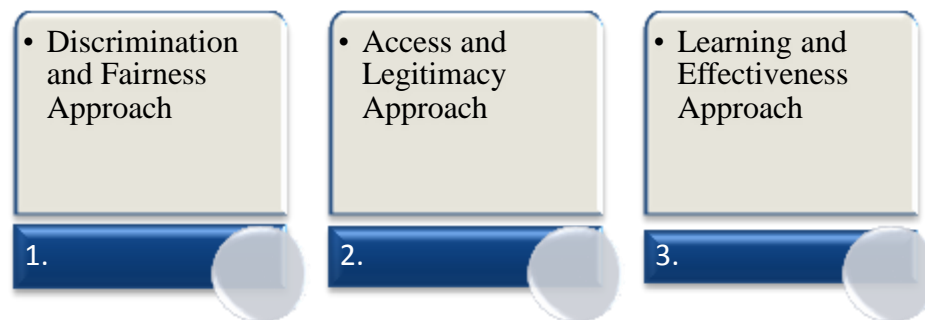 • Discrimination
and Fairness
Approach
1.
• Access and
Legitimacy
Approach
2.
• Learning and
Effectiveness
Approach
3.